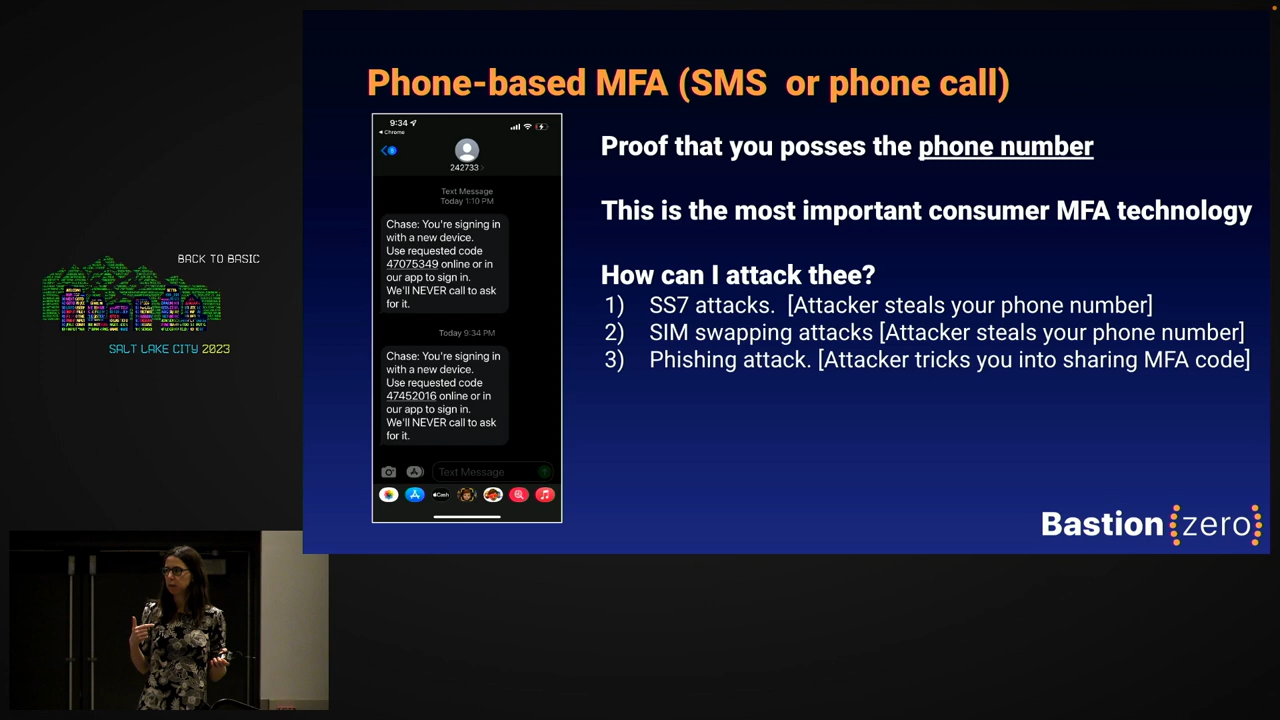 Phone-based MFA (SMS or phone call)
9:34
Chrome
8
242733
Text Message
Today 1:10 PM
Chase: You're signing in
with a new device.
Use requested code
47075349 online or in
our app to sign in.
We'll NEVER call to ask
for it.
Today 9:34 PM
Chase: You're signing in
with a new device.
Use requested code
47452016 online or in
our app to sign in.
We'll NEVER call to ask
for it.
Text Message
Cash
Proof that you posses the phone number
This is the most important consumer MFA technology
How can I attack thee?
1) SS7 attacks. [Attacker steals your phone number]
2) SIM swapping attacks [Attacker steals your phone number]
3) Phishing attack. [Attacker tricks you into sharing MFA code]
Bastion zero
BACK TO BASIC
SALT LAKE CITY 2023